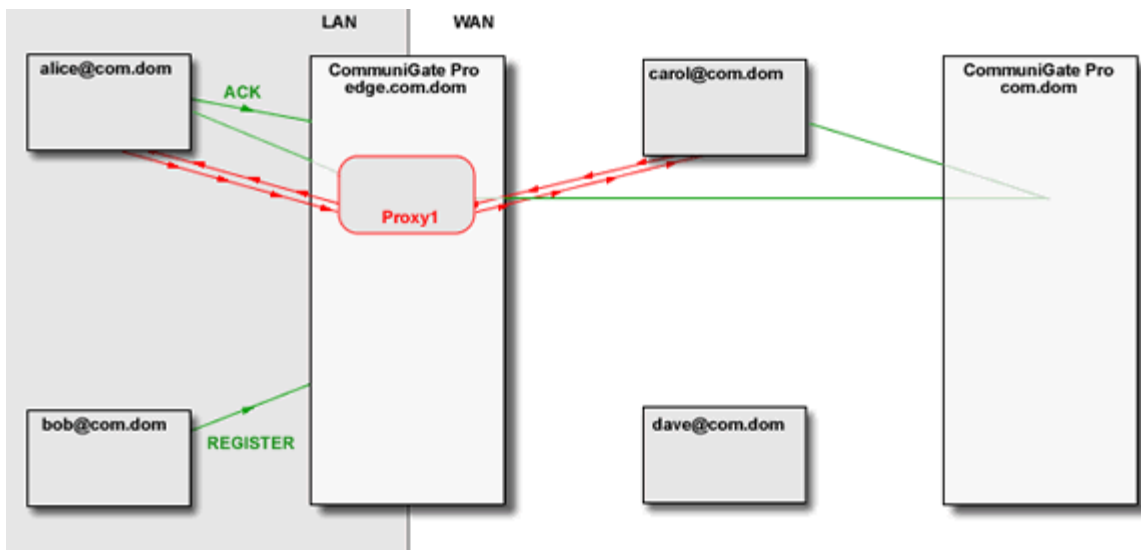 LAN
WAN
alice@com.dom
ACK
CommuniGate Pro
edge.com.dom
carol@com.dom
CommuniGate Pro
com.dom
Proxy1
bob@com.dom
REGISTER
dave@com.dom